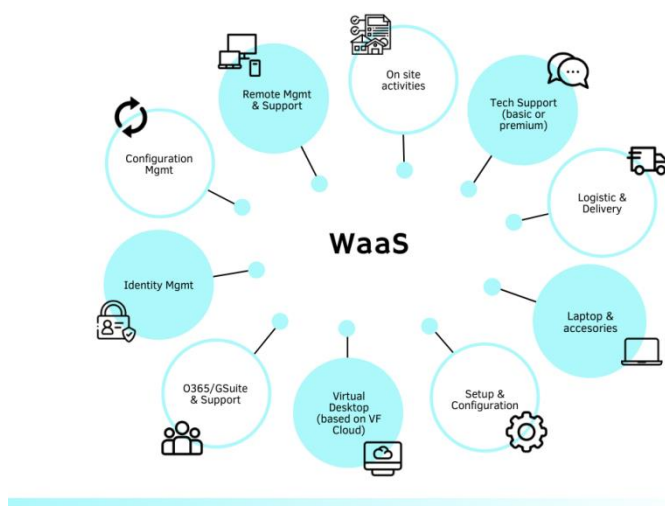 On site
activities
Remote Mgmt
& Support
Tech Support
(basic or
premium)
Configuration
Mgmt
Logistic &
Delivery
WaaS
Identity Mgmt
Laptop &
accesories
O365/GSuite
& Support
Virtual
Desktop
(based on VF
Cloud)
Setup &
Configuration